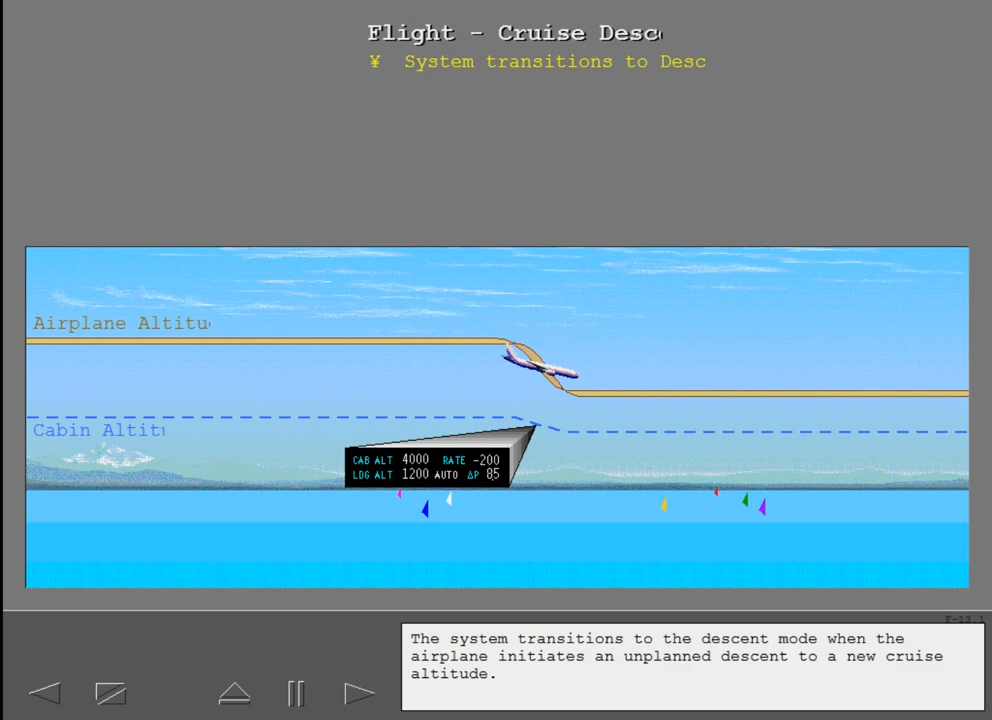 Flight - Cruise Desc
¥ System transitions to Desc
Airplane Altitu
Cabin Altit
CAB ALT 4000 RATE -200
LDG ALT 1200 AUTO ΔP 85
F-13.1
The system transitions to the descent mode when the
airplane initiates an unplanned descent to a new cruise
altitude.